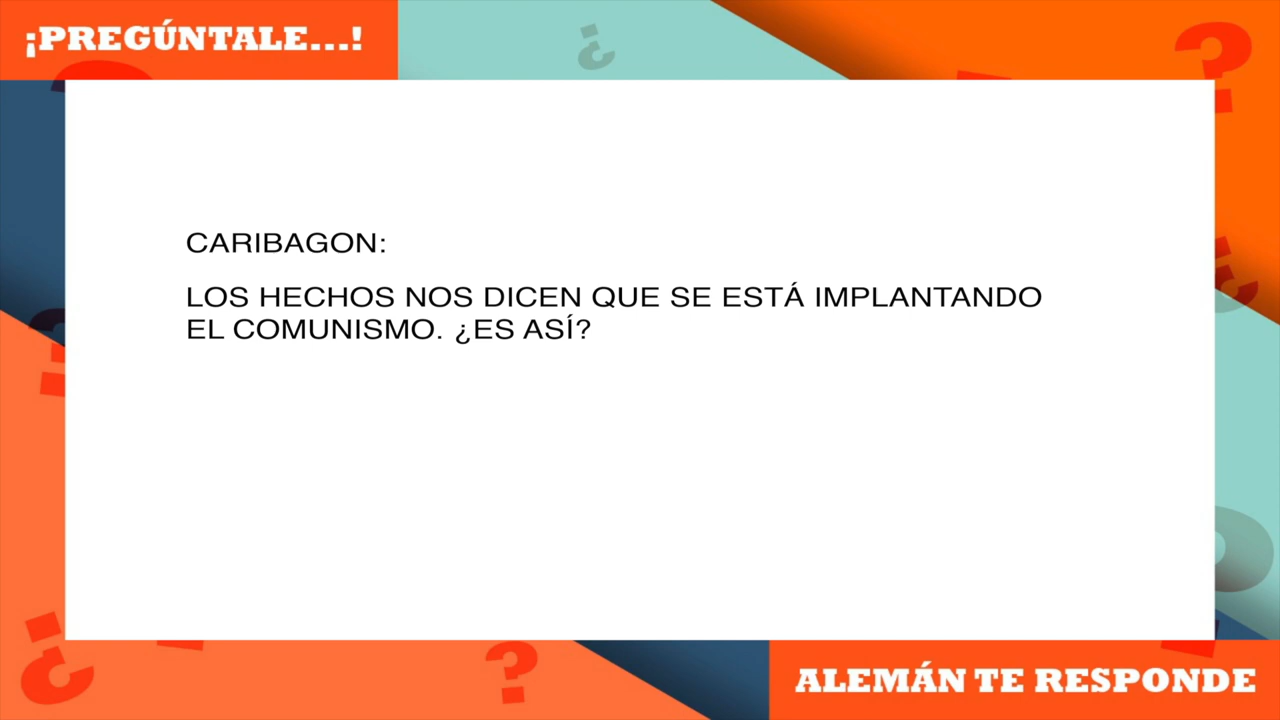 ¡PREGÚNTALE...!
CARIBAGON:
LOS HECHOS NOS DICEN QUE SE ESTÁ IMPLANTANDO
EL COMUNISMO. ¿ES ASÍ?
ALEMÁN TE RESPONDE